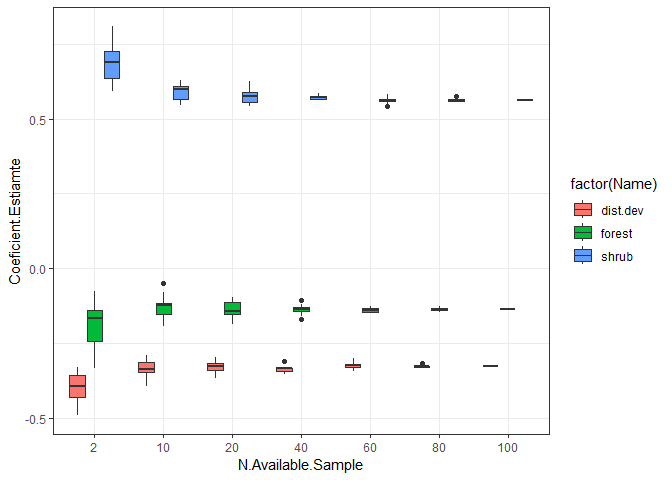 0.5
0.0
-0.5
Coeficient.Estiamte
2 10 20 40 60 80 100
N.Available.Sample
factor(Name)
dist.dev
forest
shrub